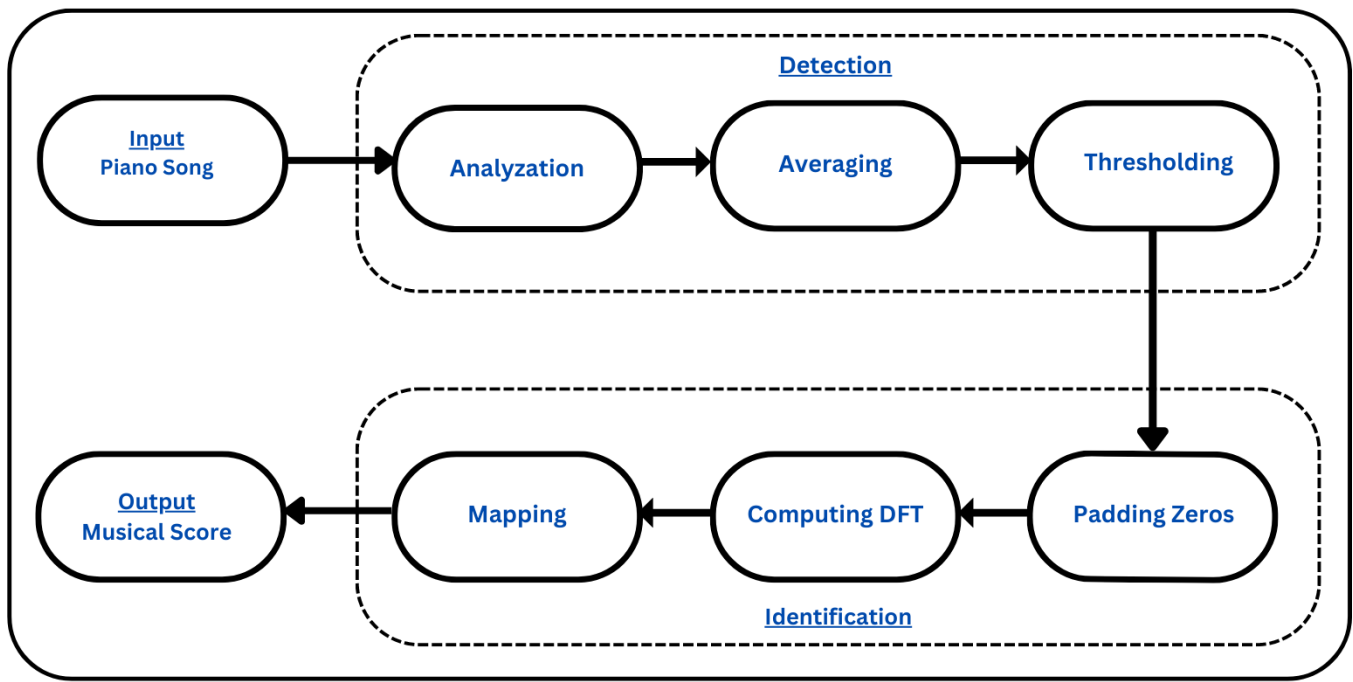 Detection
Input
Piano Song
Analyzation
Averaging
Thresholding
Output
Musical Score
Mapping
Computing DFT
Padding Zeros
Identification